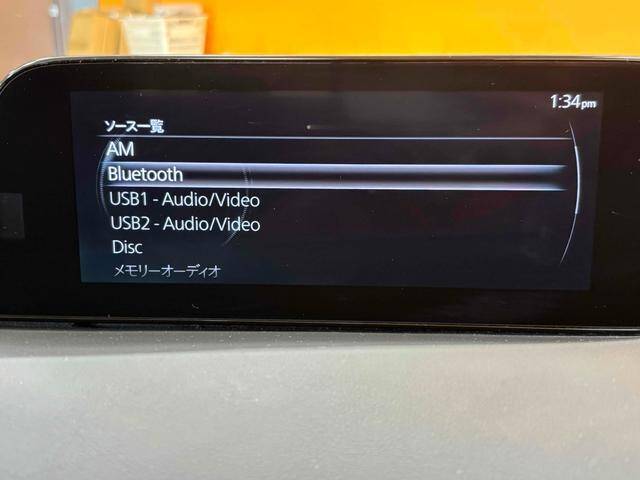 1:34pm
ソース一覧
AM
Bluetooth
USB1 - Audio/Video
USB2 - Audio/Video
Disc
メモリーオーディオ